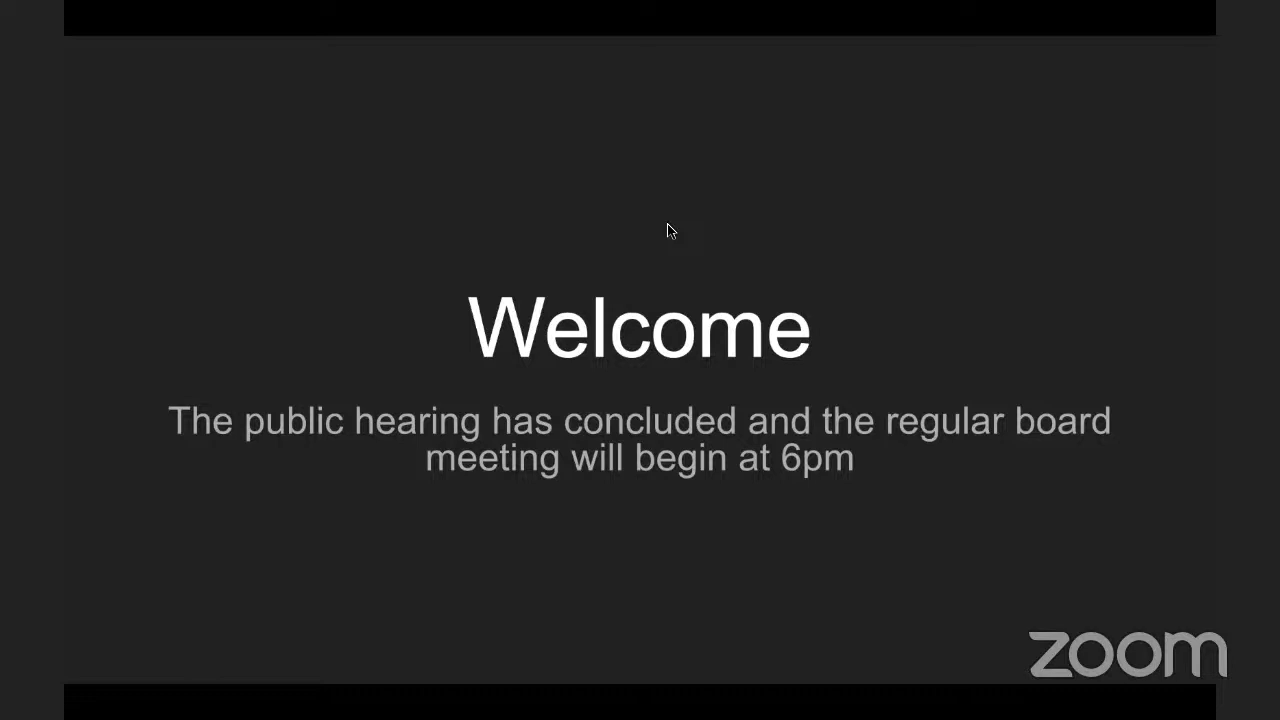 Welcome
The public hearing has concluded and the regular board
meeting will begin at 6pm
zoom